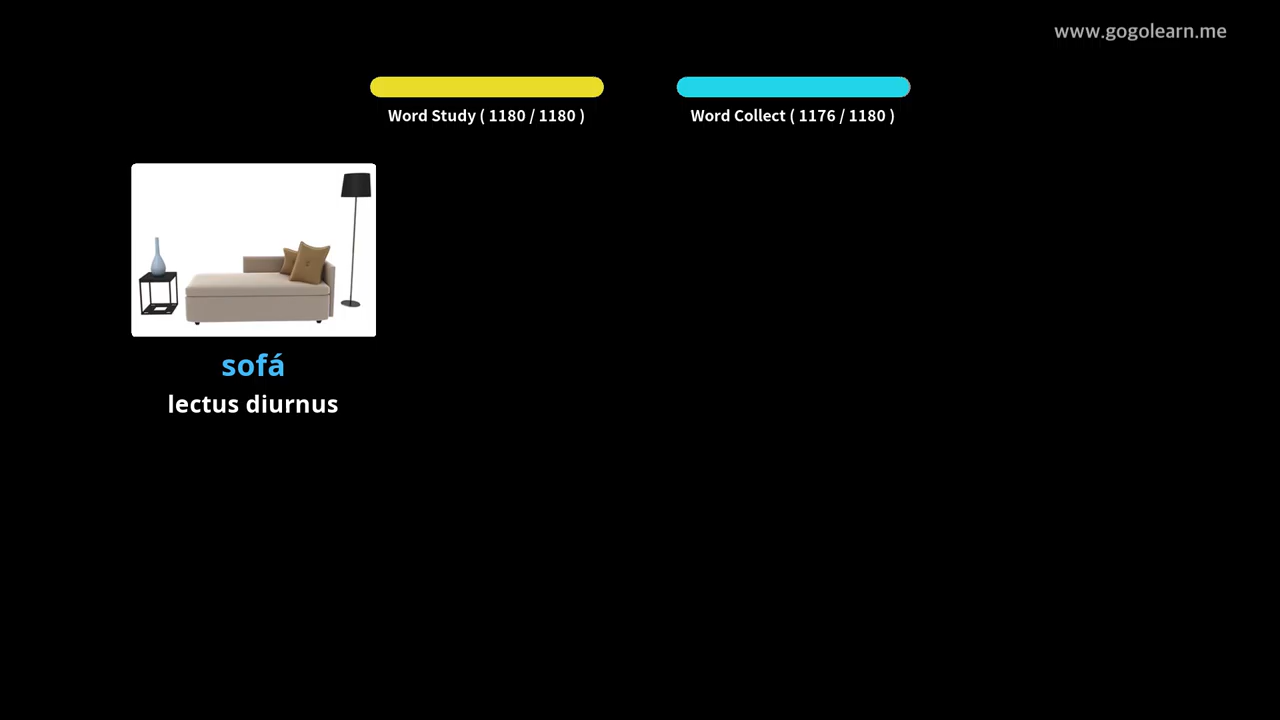 www.gogolearn.me
Word Study ( 1180 / 1180 )
Word Collect ( 1176 / 1180 )
sofá
lectus diurnus